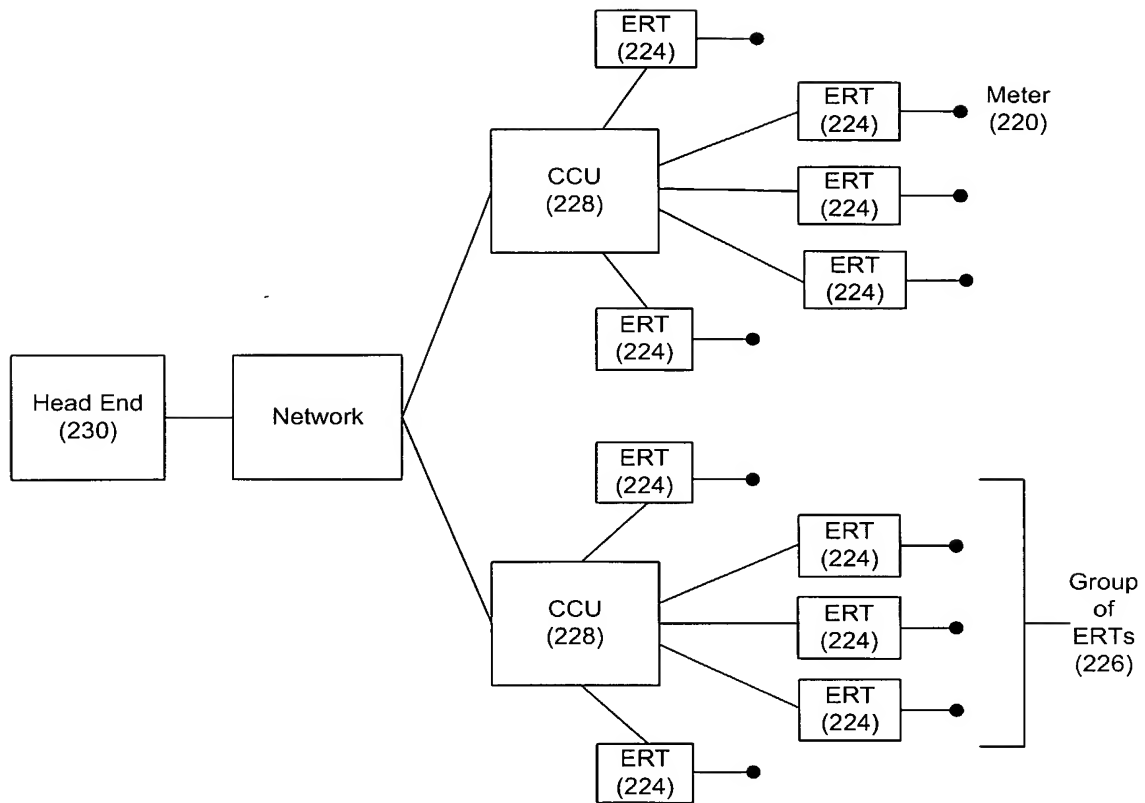 ERT
(224)
ERT
(224)
Meter
(220)
CCU
(228)
ERT
(224)
ERT
(224)
ERT
(224)
Head End
(230)
Network
ERT
(224)
ERT
(224)
CCU
(228)
ERT
(224)
Group
of
ERTs
(226)
ERT
(224)
ERT
(224)